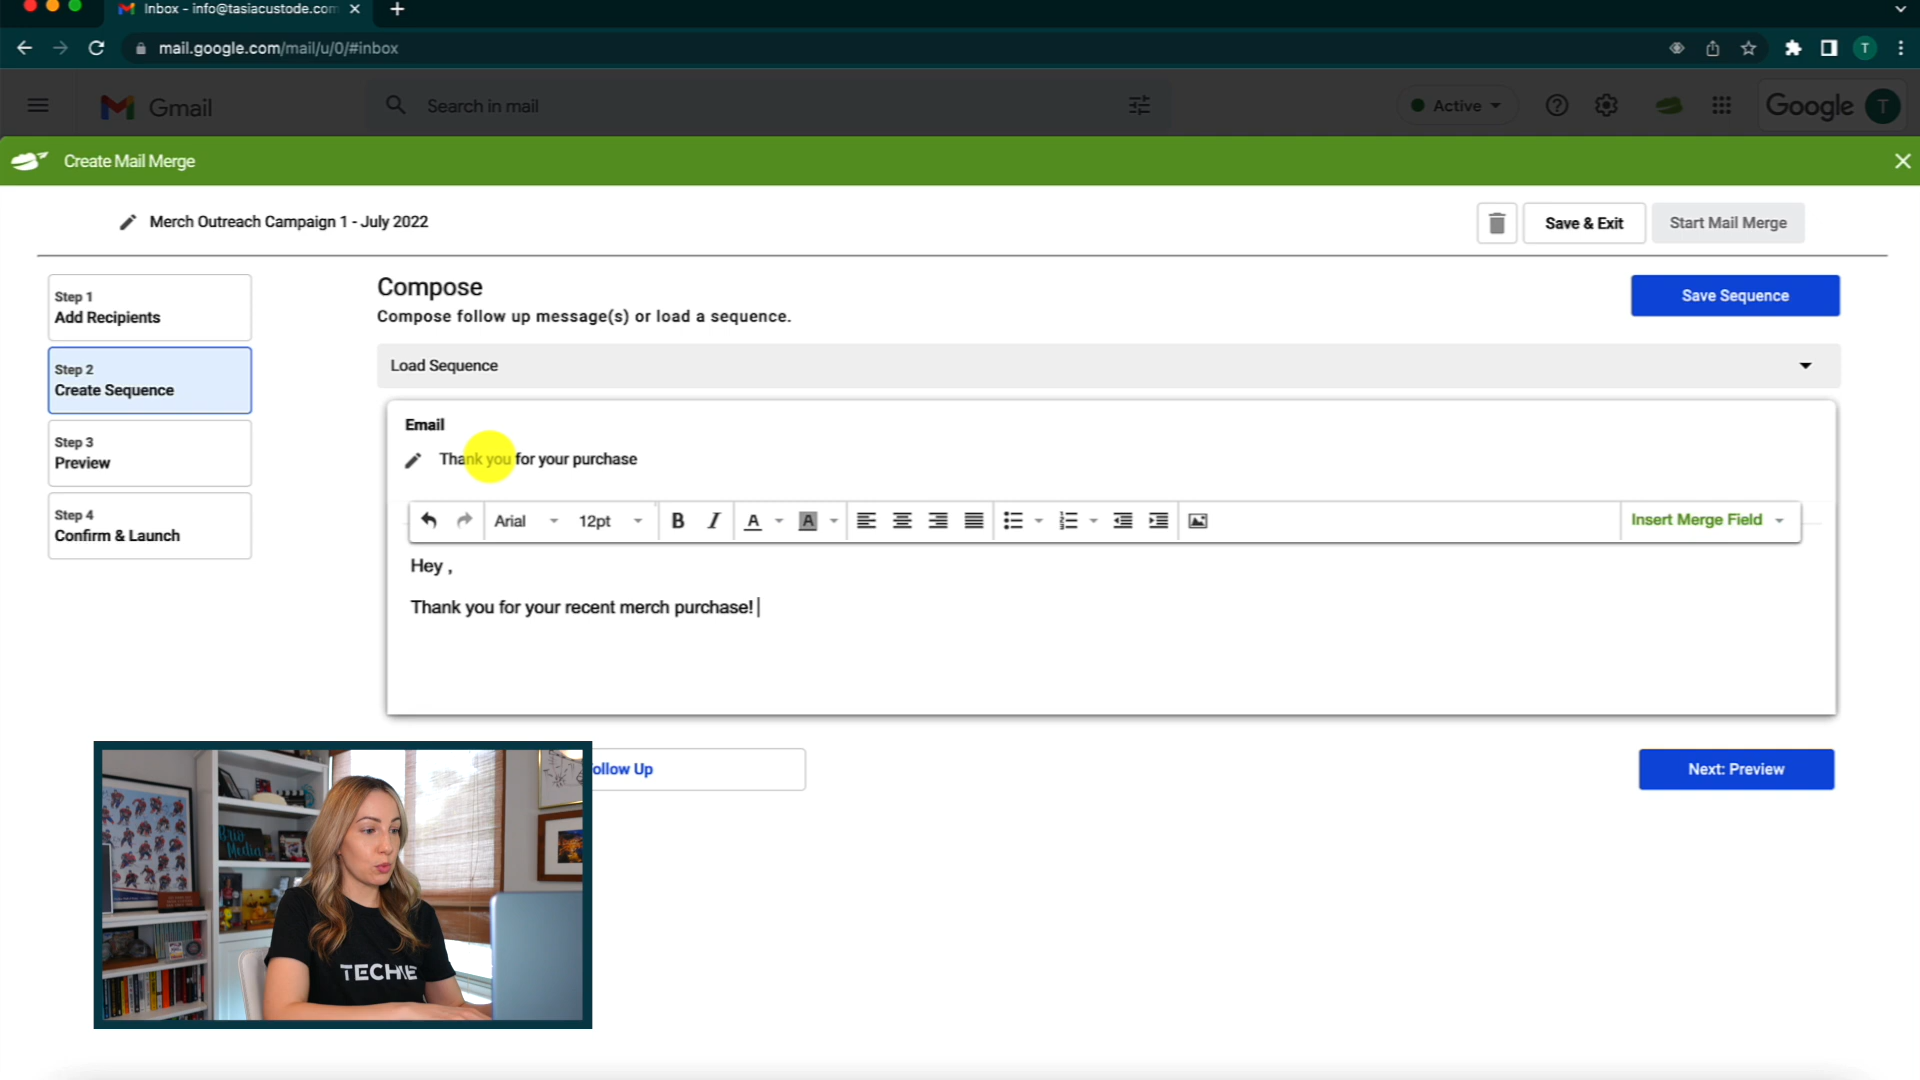 Inbox - info@tasiacustode.com
mail.google.com/mail/u/0/#inbox
T
Gmail
Search in mail
Active
Google
T
Create Mail Merge
Merch Outreach Campaign 1 - July 2022
Save & Exit
Start Mail Merge
Step 1
Add Recipients
Step 2
Create Sequence
Step 3
Preview
Step 4
Confirm & Launch
Compose
Compose follow up message(s) or load a sequence.
Save Sequence
Load Sequence
Email
Thank you for your purchase
Arial
12pt
B
I
A
A
Insert Merge Field
Hey ,
Thank you for your recent merch purchase!
ollow Up
Next: Preview
Media